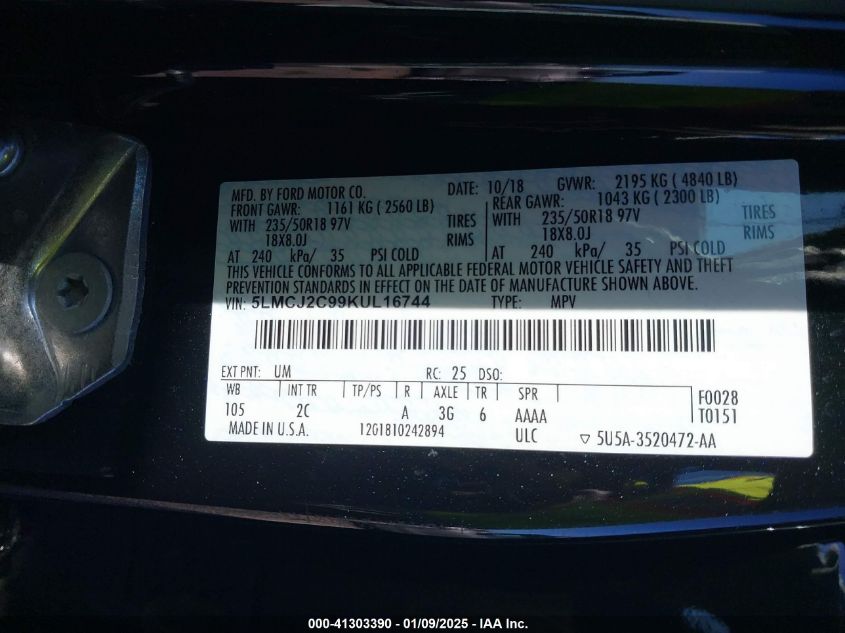 MFD. BY FORD MOTOR CO. DATE: 10/18 GVWR: 2195 KG ( 4840 LB)
FRONT GAWR: 1161 KG ( 2560 LB) REAR GAWR: 1043 KG ( 2300 LB)
WITH 235/50R18 97V TIRES WITH 235/50R18 97V TIRES
18X8.0J RIMS 18X8.0J RIMS
AT 240 kPa/ 35 PSI COLD AT 240 kPa/ 35 PSI COLD
THIS VEHICLE CONFORMS TO ALL APPLICABLE FEDERAL MOTOR VEHICLE SAFETY AND THEFT
PREVENTION STANDARDS IN EFFECT ON THE DATE OF MANUFACTURE SHOWN ABOVE.
VIN: 5LMCJ2C99KUL16744 TYPE: MPV
EXT PNT: UM RC: 25 DSO:
WB INT TR TP/PS R AXLE TR SPR F0028
105 2C A 3G 6 AAAA T0151
MADE IN U.S.A. 12G1810242894 ULC ▽ 5U5A-3520472-AA
000-41303390 - 01/09/2025 - IAA Inc.